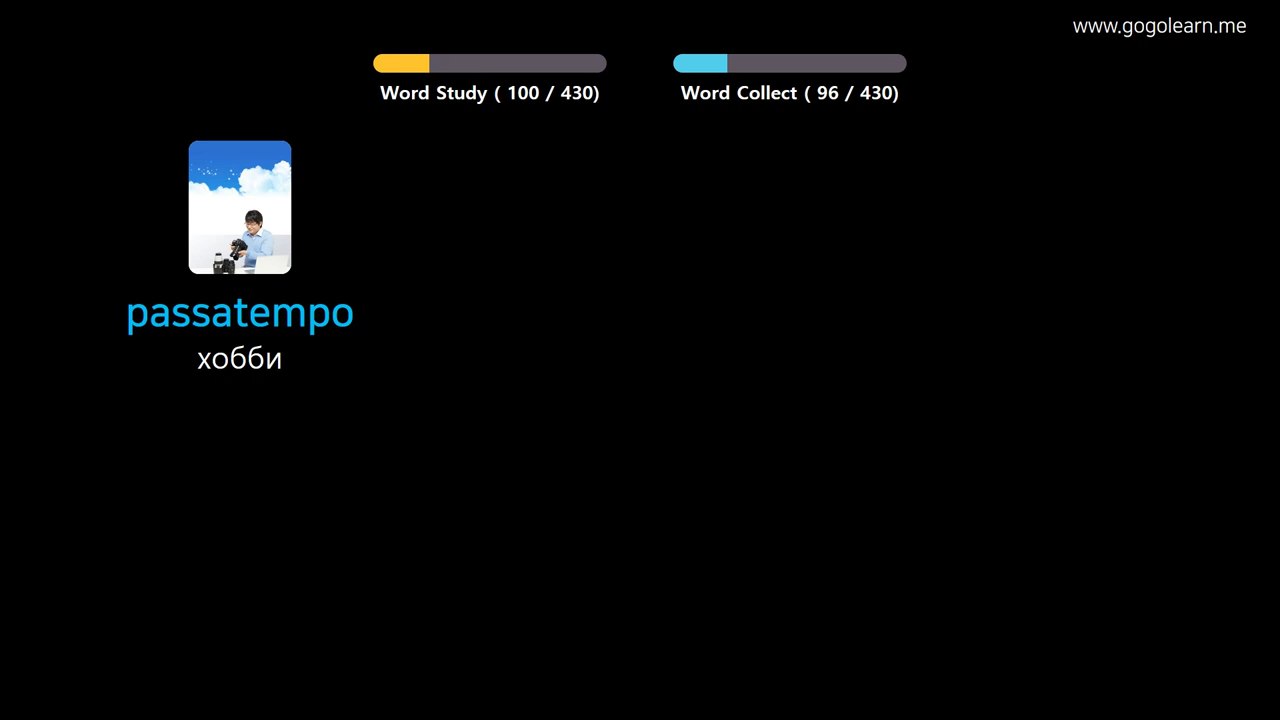 www.gogolearn.me
Word Study ( 100 / 430)
Word Collect ( 96 / 430)
passatempo
хобби